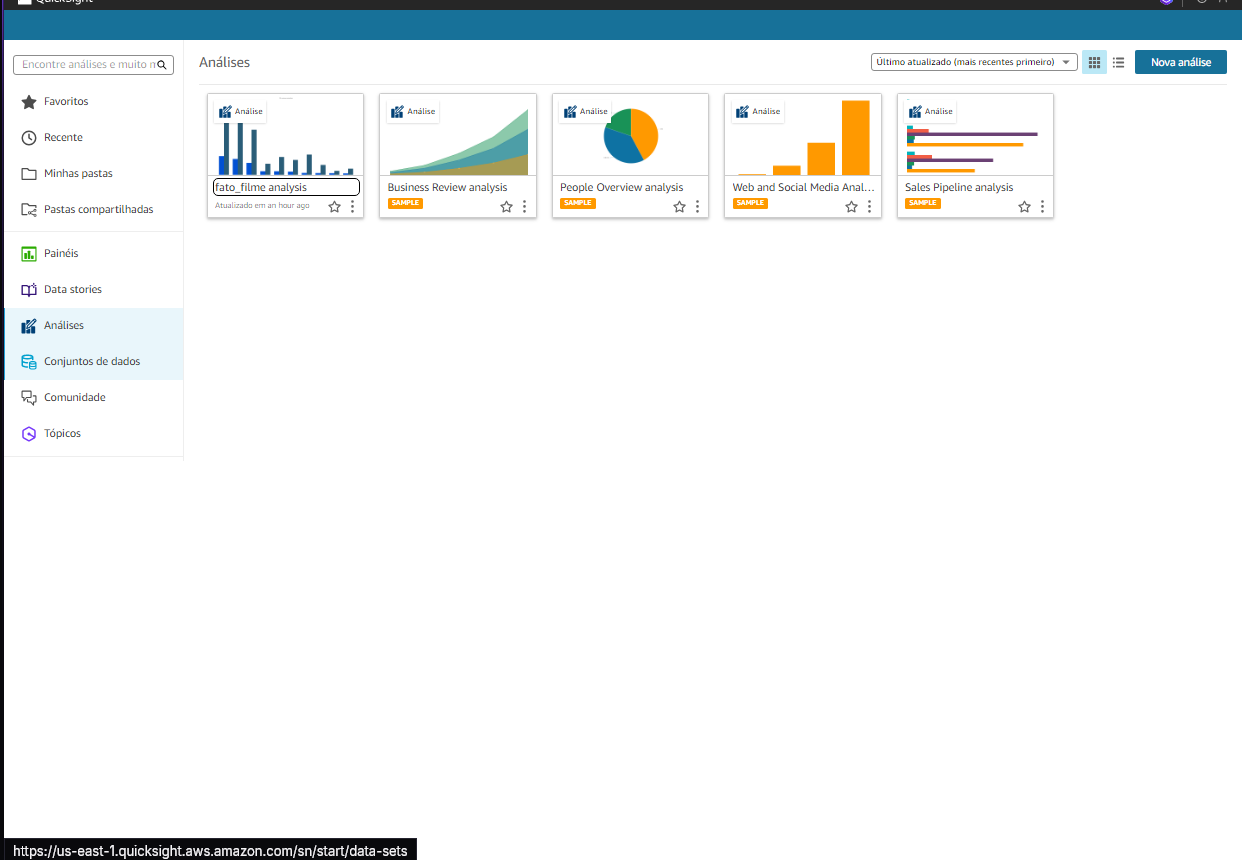 QuickSight
Encontre análises e muito m
Favoritos
Recente
Minhas pastas
Pastas compartilhadas
Painéis
Data stories
Análises
Conjuntos de dados
Comunidade
Tópicos
Análises
Último atualizado (mais recentes primeiro)
Nova análise
Análise
fato_filme analysis
Atualizado em an hour ago
Análise
Business Review analysis
SAMPLE
Análise
People Overview analysis
SAMPLE
Análise
Web and Social Media Anal...
SAMPLE
Análise
Sales Pipeline analysis
SAMPLE
https://us-east-1.quicksight.aws.amazon.com/sn/start/data-sets